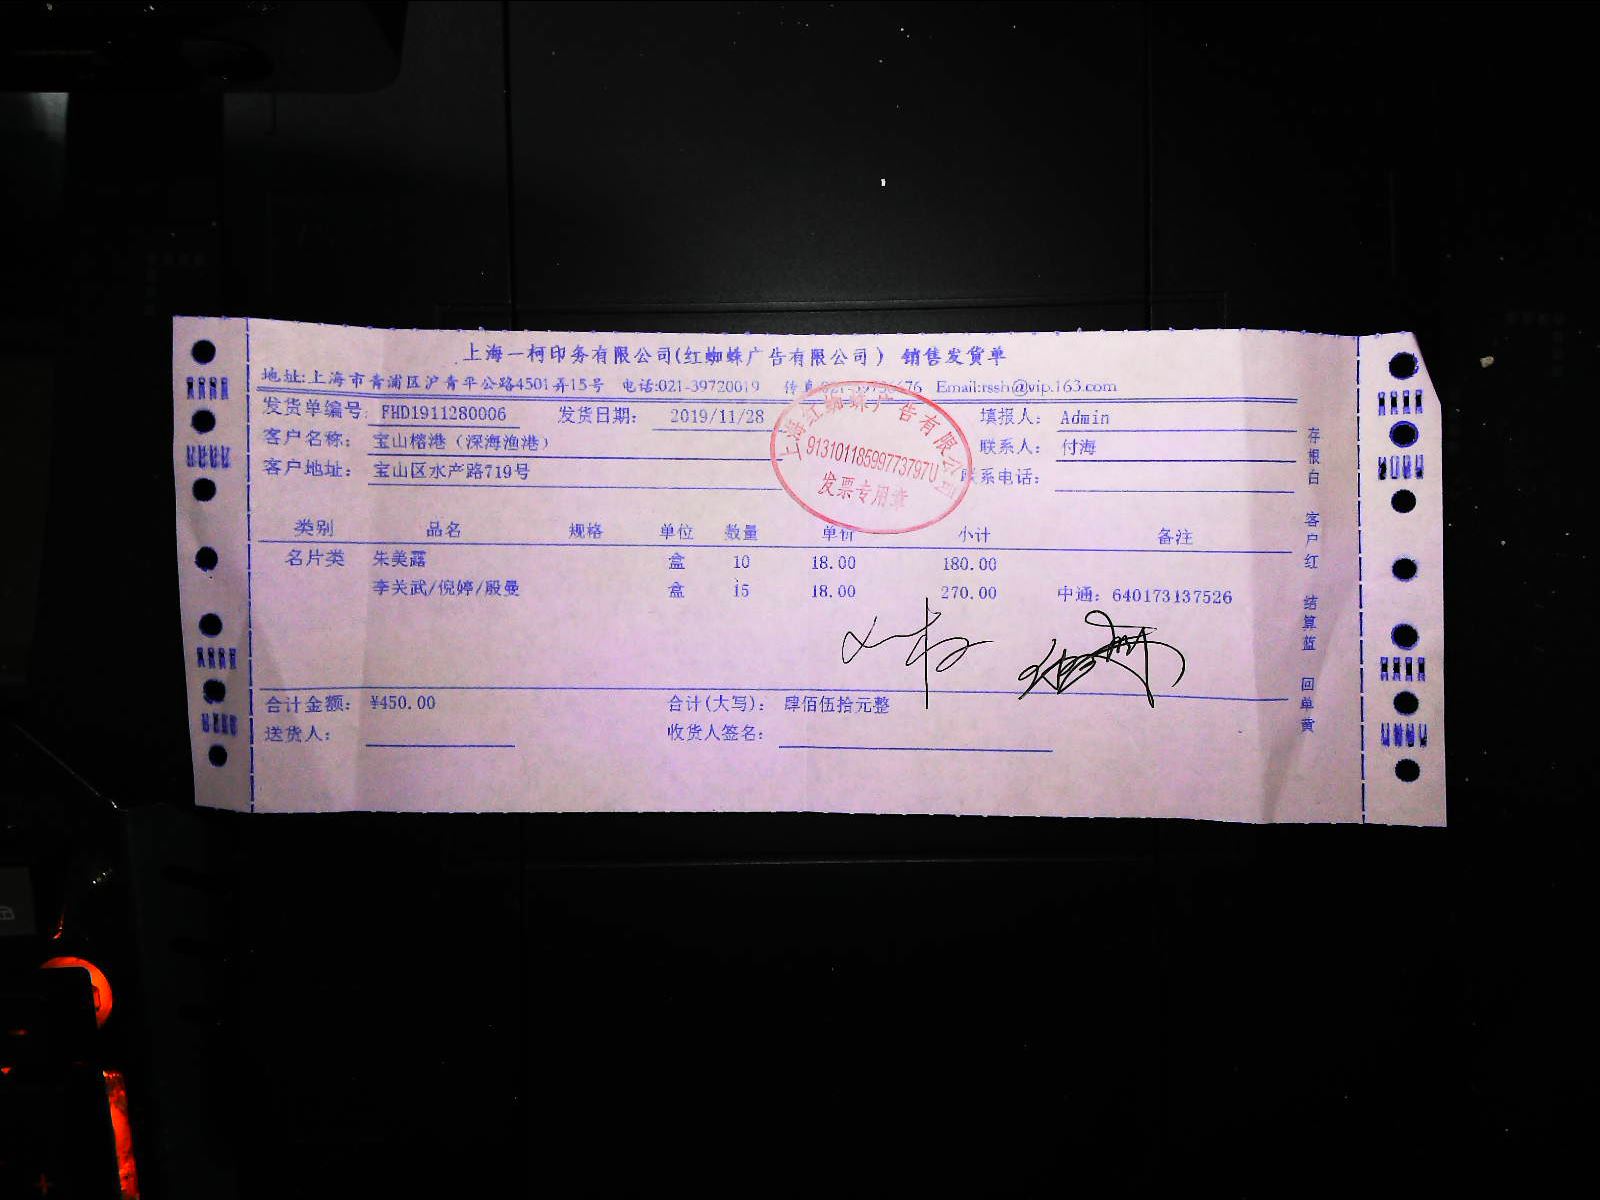 上海一柯印务有限公司(红蜘蛛广告有限公司) 销售发货单
地址:上海市青浦区沪青平公路4501弄15号 电话:021-39720019 传真 Email:rssh@vip.163.com
发货单编号: FHD1911280006 发货日期: 2019/11/28 填报人: Admin
客户名称: 宝山榕港（深海渔港） 联系人: 付海
客户地址: 宝山区水产路719号 联系电话:
上海红蜘蛛广告有限公司
91310118599773797U
发票专用章
类别 品名 规格 单位 数量 单价 小计 备注
名片类 朱美露 盒 10 18.00 180.00
李关武/倪婷/殷曼 盒 15 18.00 270.00 中通: 640173137526
合计金额: ¥450.00 合计(大写): 肆佰伍拾元整
送货人: 收货人签名:
存根白 客户红 结算蓝 回单黄